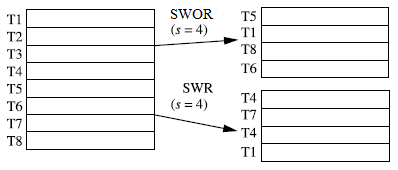 T1
T2
T3
T4
T5
T6
T7
T8
SWOR
(s = 4)
SWR
(s = 4)
T5
T1
T8
T6
T4
T7
T4
T1